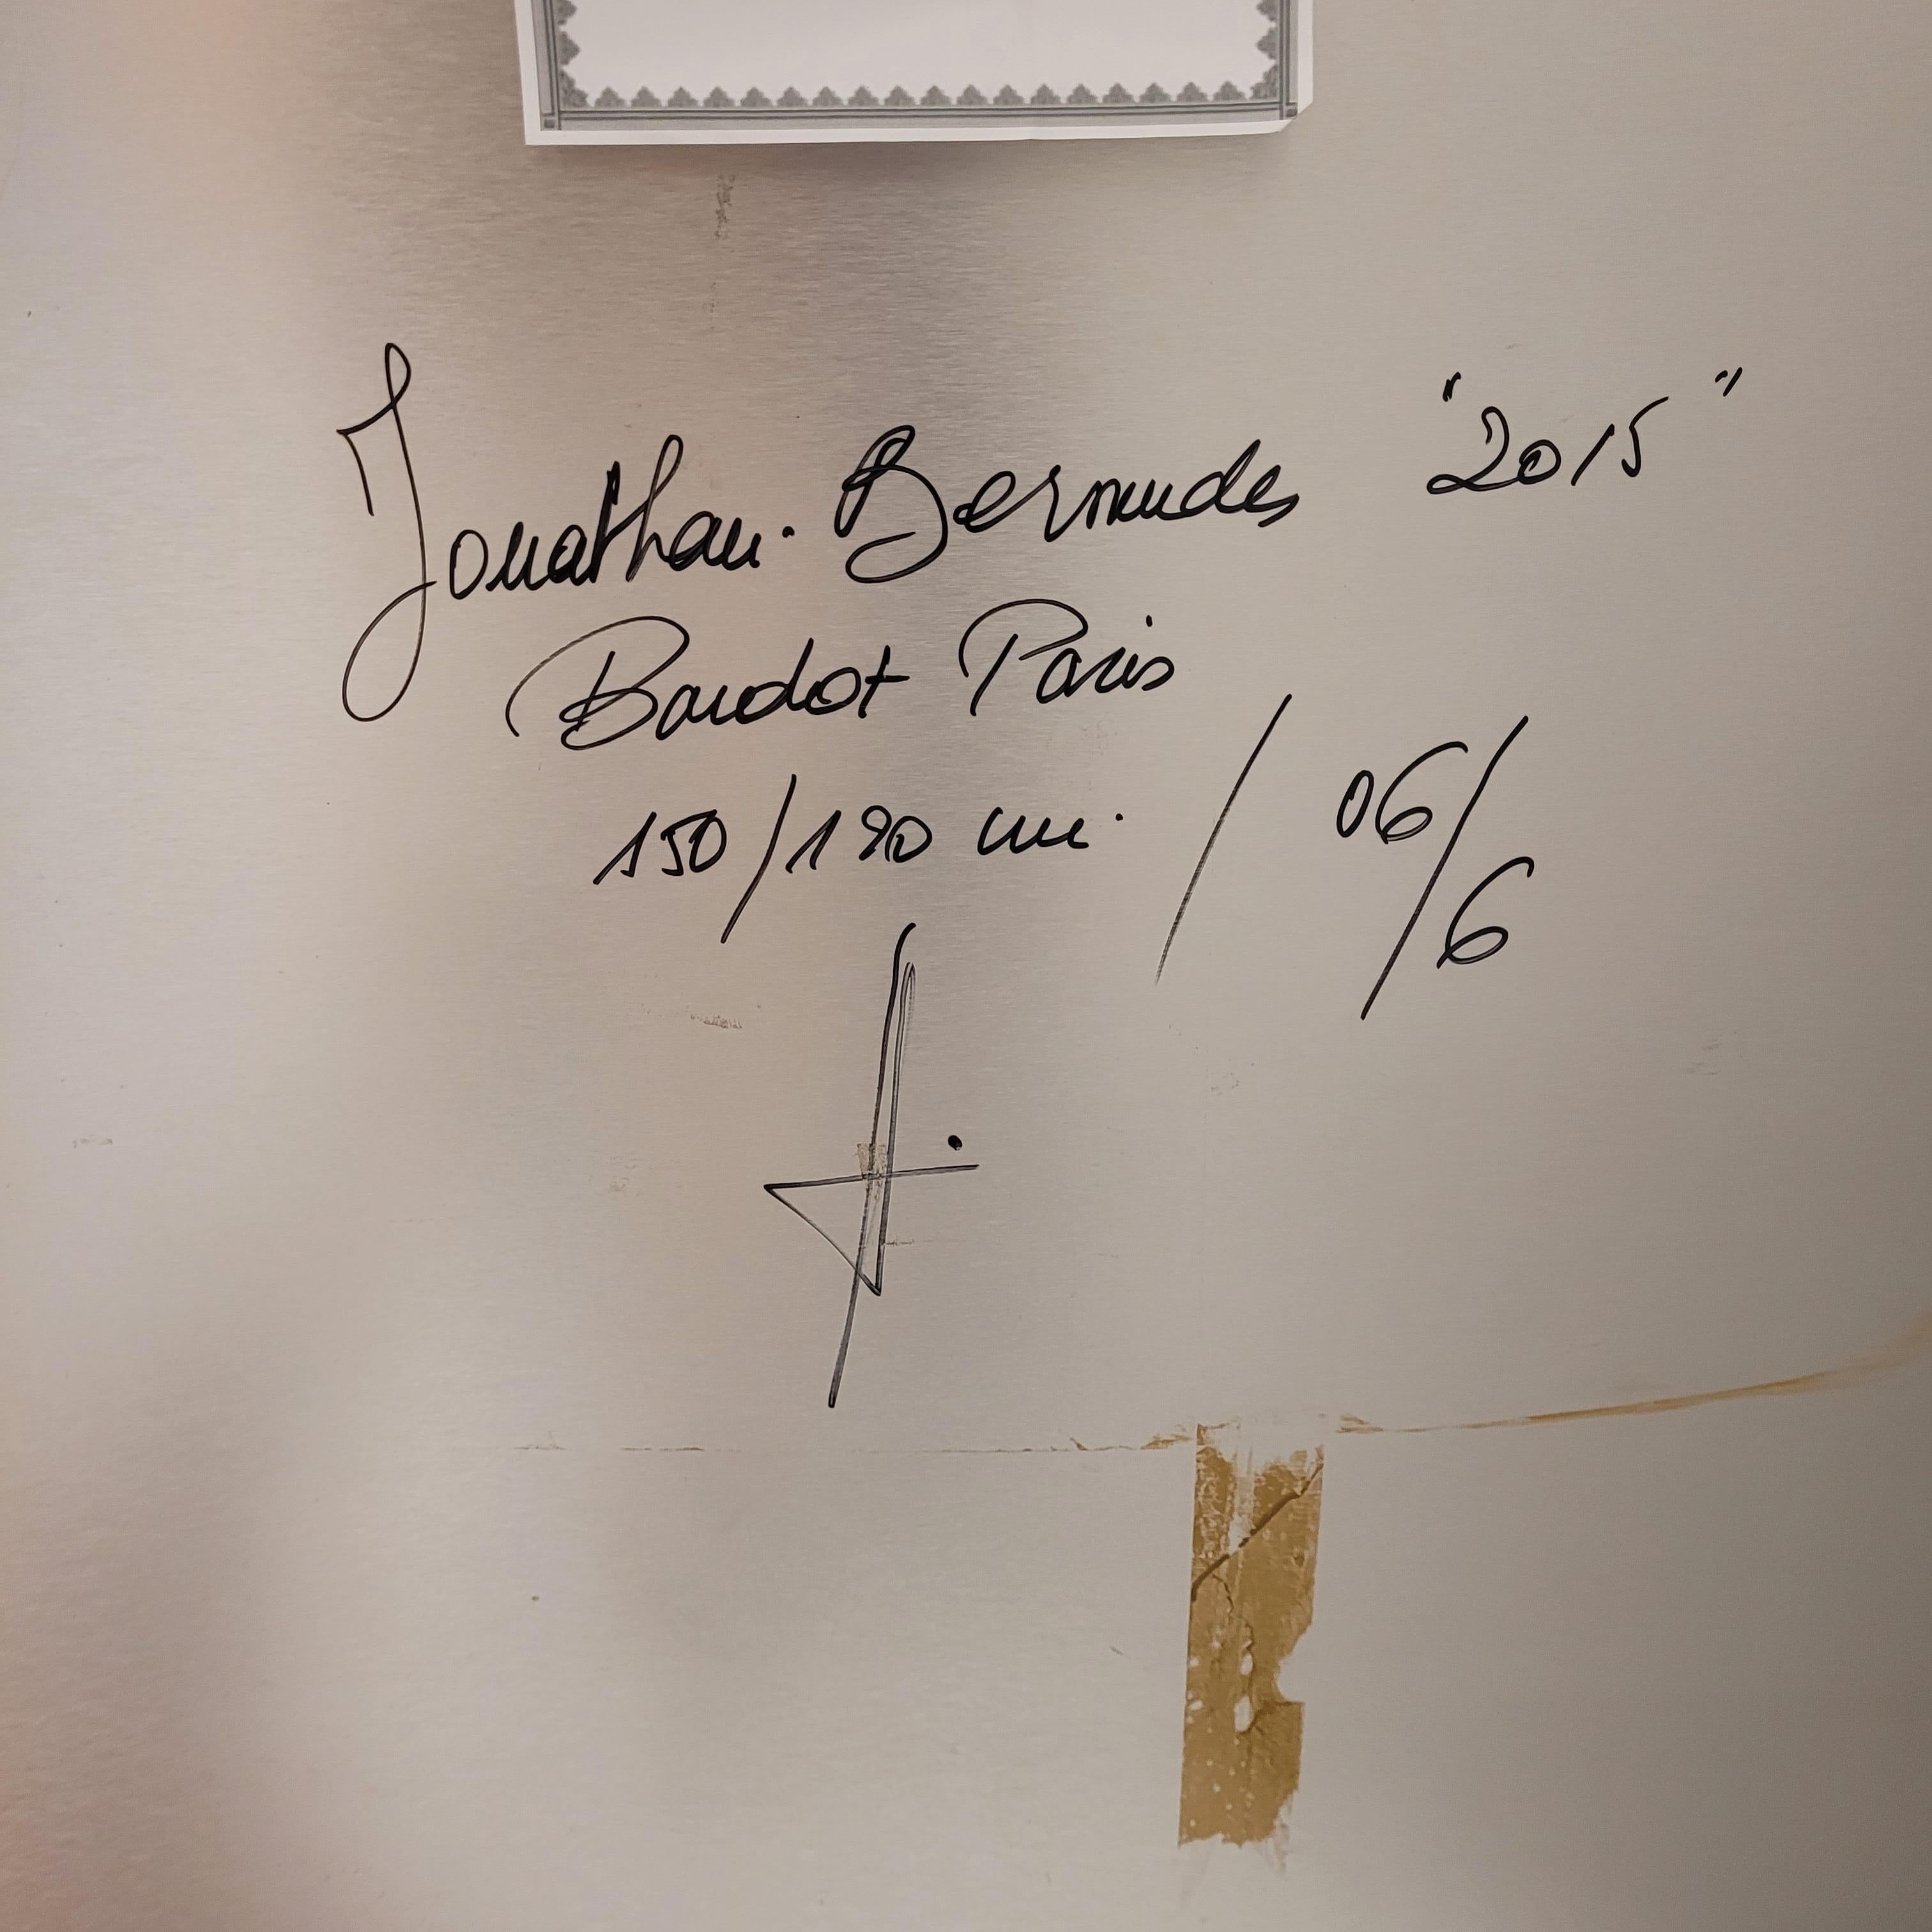 Jonathan. Bermudes "2015"
Bardot Paris
150/190 cm. / 06/6